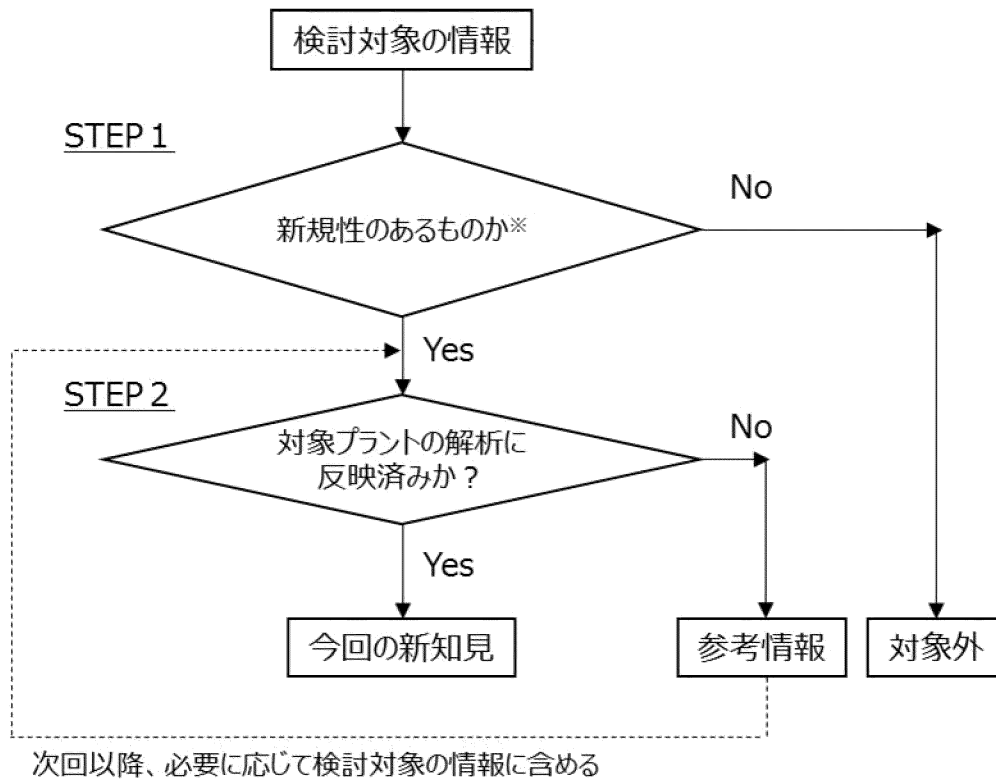 検討対象の情報
STEP 1
No
新規性のあるものか※
Yes
STEP 2
No
対象プラントの解析に
反映済みか？
Yes
今回の新知見
参考情報
対象外
次回以降、必要に応じて検討対象の情報に含める